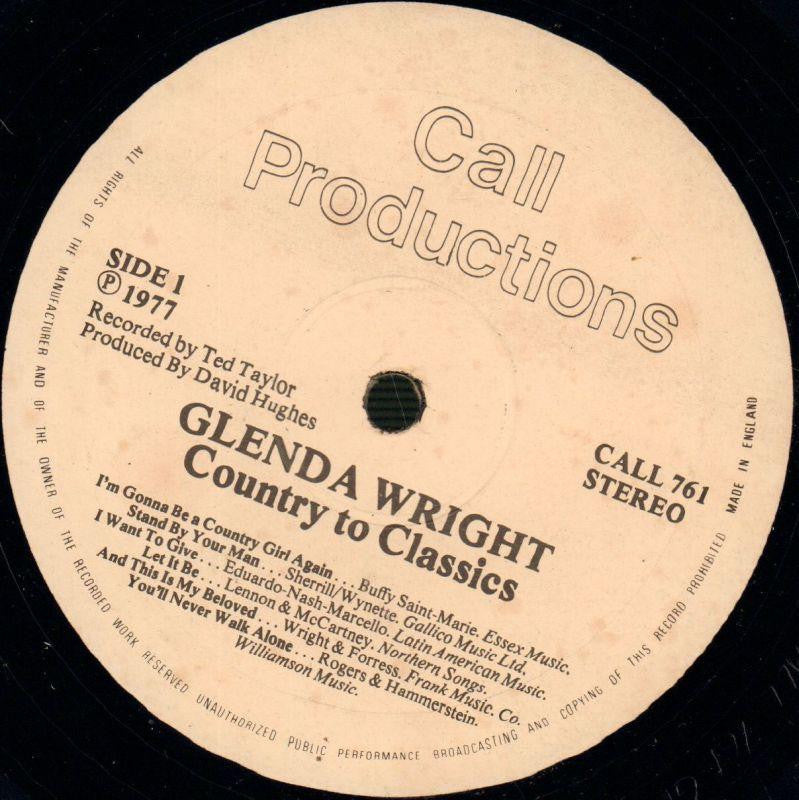 Call
Productions
SIDE 1
Ⓟ 1977
Recorded by Ted Taylor
Produced By David Hughes
CALL 761
STEREO
GLENDA WRIGHT
Country to Classics
I'm Gonna Be a Country Girl Again... Buffy Saint-Marie. Essex Music.
Stand By Your Man... Sherrill/Wynette. Gallico Music Ltd.
I Want To Give... Eduardo-Nash-Marcello. Latin American Music.
Let It Be... Lennon & McCartney. Northern Songs.
And This Is My Beloved... Wright & Forress. Frank Music. Co.
You'll Never Walk Alone... Rogers & Hammerstein.
Williamson Music.
ALL RIGHTS OF THE MANUFACTURER AND OF THE OWNER OF THE RECORDED WORK RESERVED UNAUTHORIZED PUBLIC PERFORMANCE BROADCASTING AND COPYING OF THIS RECORD PROHIBITED MADE IN ENGLAND